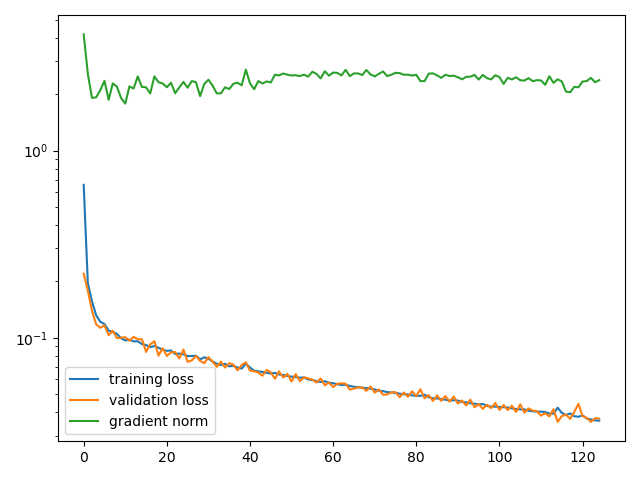 10⁰
10⁻¹
training loss
validation loss
gradient norm
0 20 40 60 80 100 120